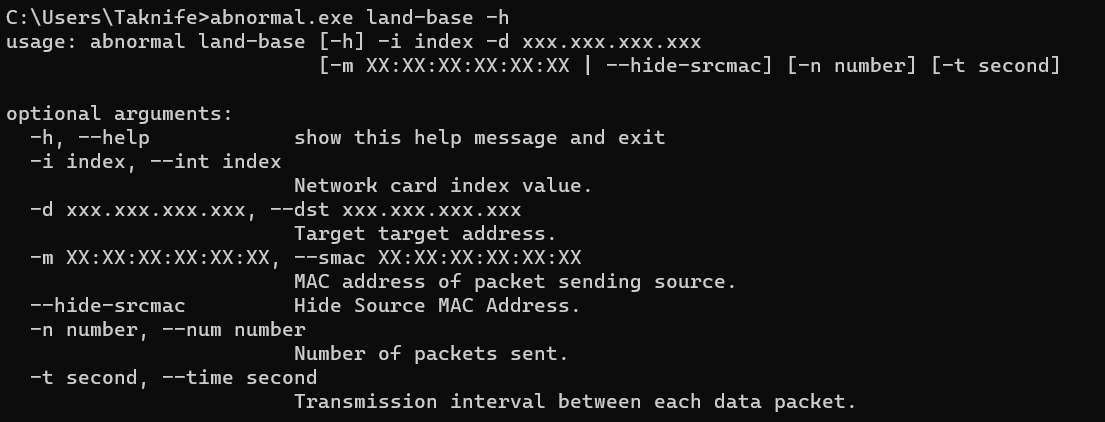 C:\Users\Taknife>abnormal.exe land-base -h
usage: abnormal land-base [-h] -i index -d xxx.xxx.xxx.xxx
[-m XX:XX:XX:XX:XX:XX | --hide-srcmac] [-n number] [-t second]
optional arguments:
-h, --help show this help message and exit
-i index, --int index
Network card index value.
-d xxx.xxx.xxx.xxx, --dst xxx.xxx.xxx.xxx
Target target address.
-m XX:XX:XX:XX:XX:XX, --smac XX:XX:XX:XX:XX:XX
MAC address of packet sending source.
--hide-srcmac Hide Source MAC Address.
-n number, --num number
Number of packets sent.
-t second, --time second
Transmission interval between each data packet.